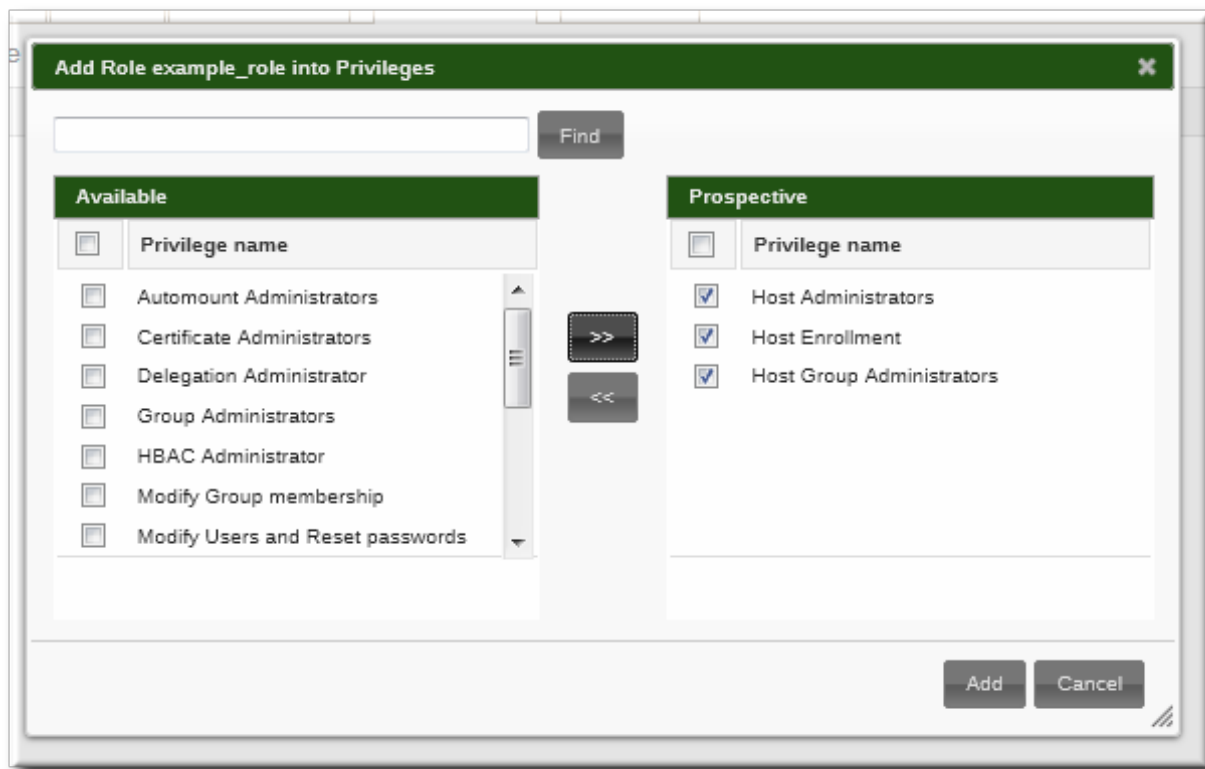 e
Add Role example_role into Privileges
Find
Available
Privilege name
Automount Administrators
Certificate Administrators
Delegation Administrator
Group Administrators
HBAC Administrator
Modify Group membership
Modify Users and Reset passwords
>>
<<
Prospective
Privilege name
Host Administrators
Host Enrollment
Host Group Administrators
Add
Cancel